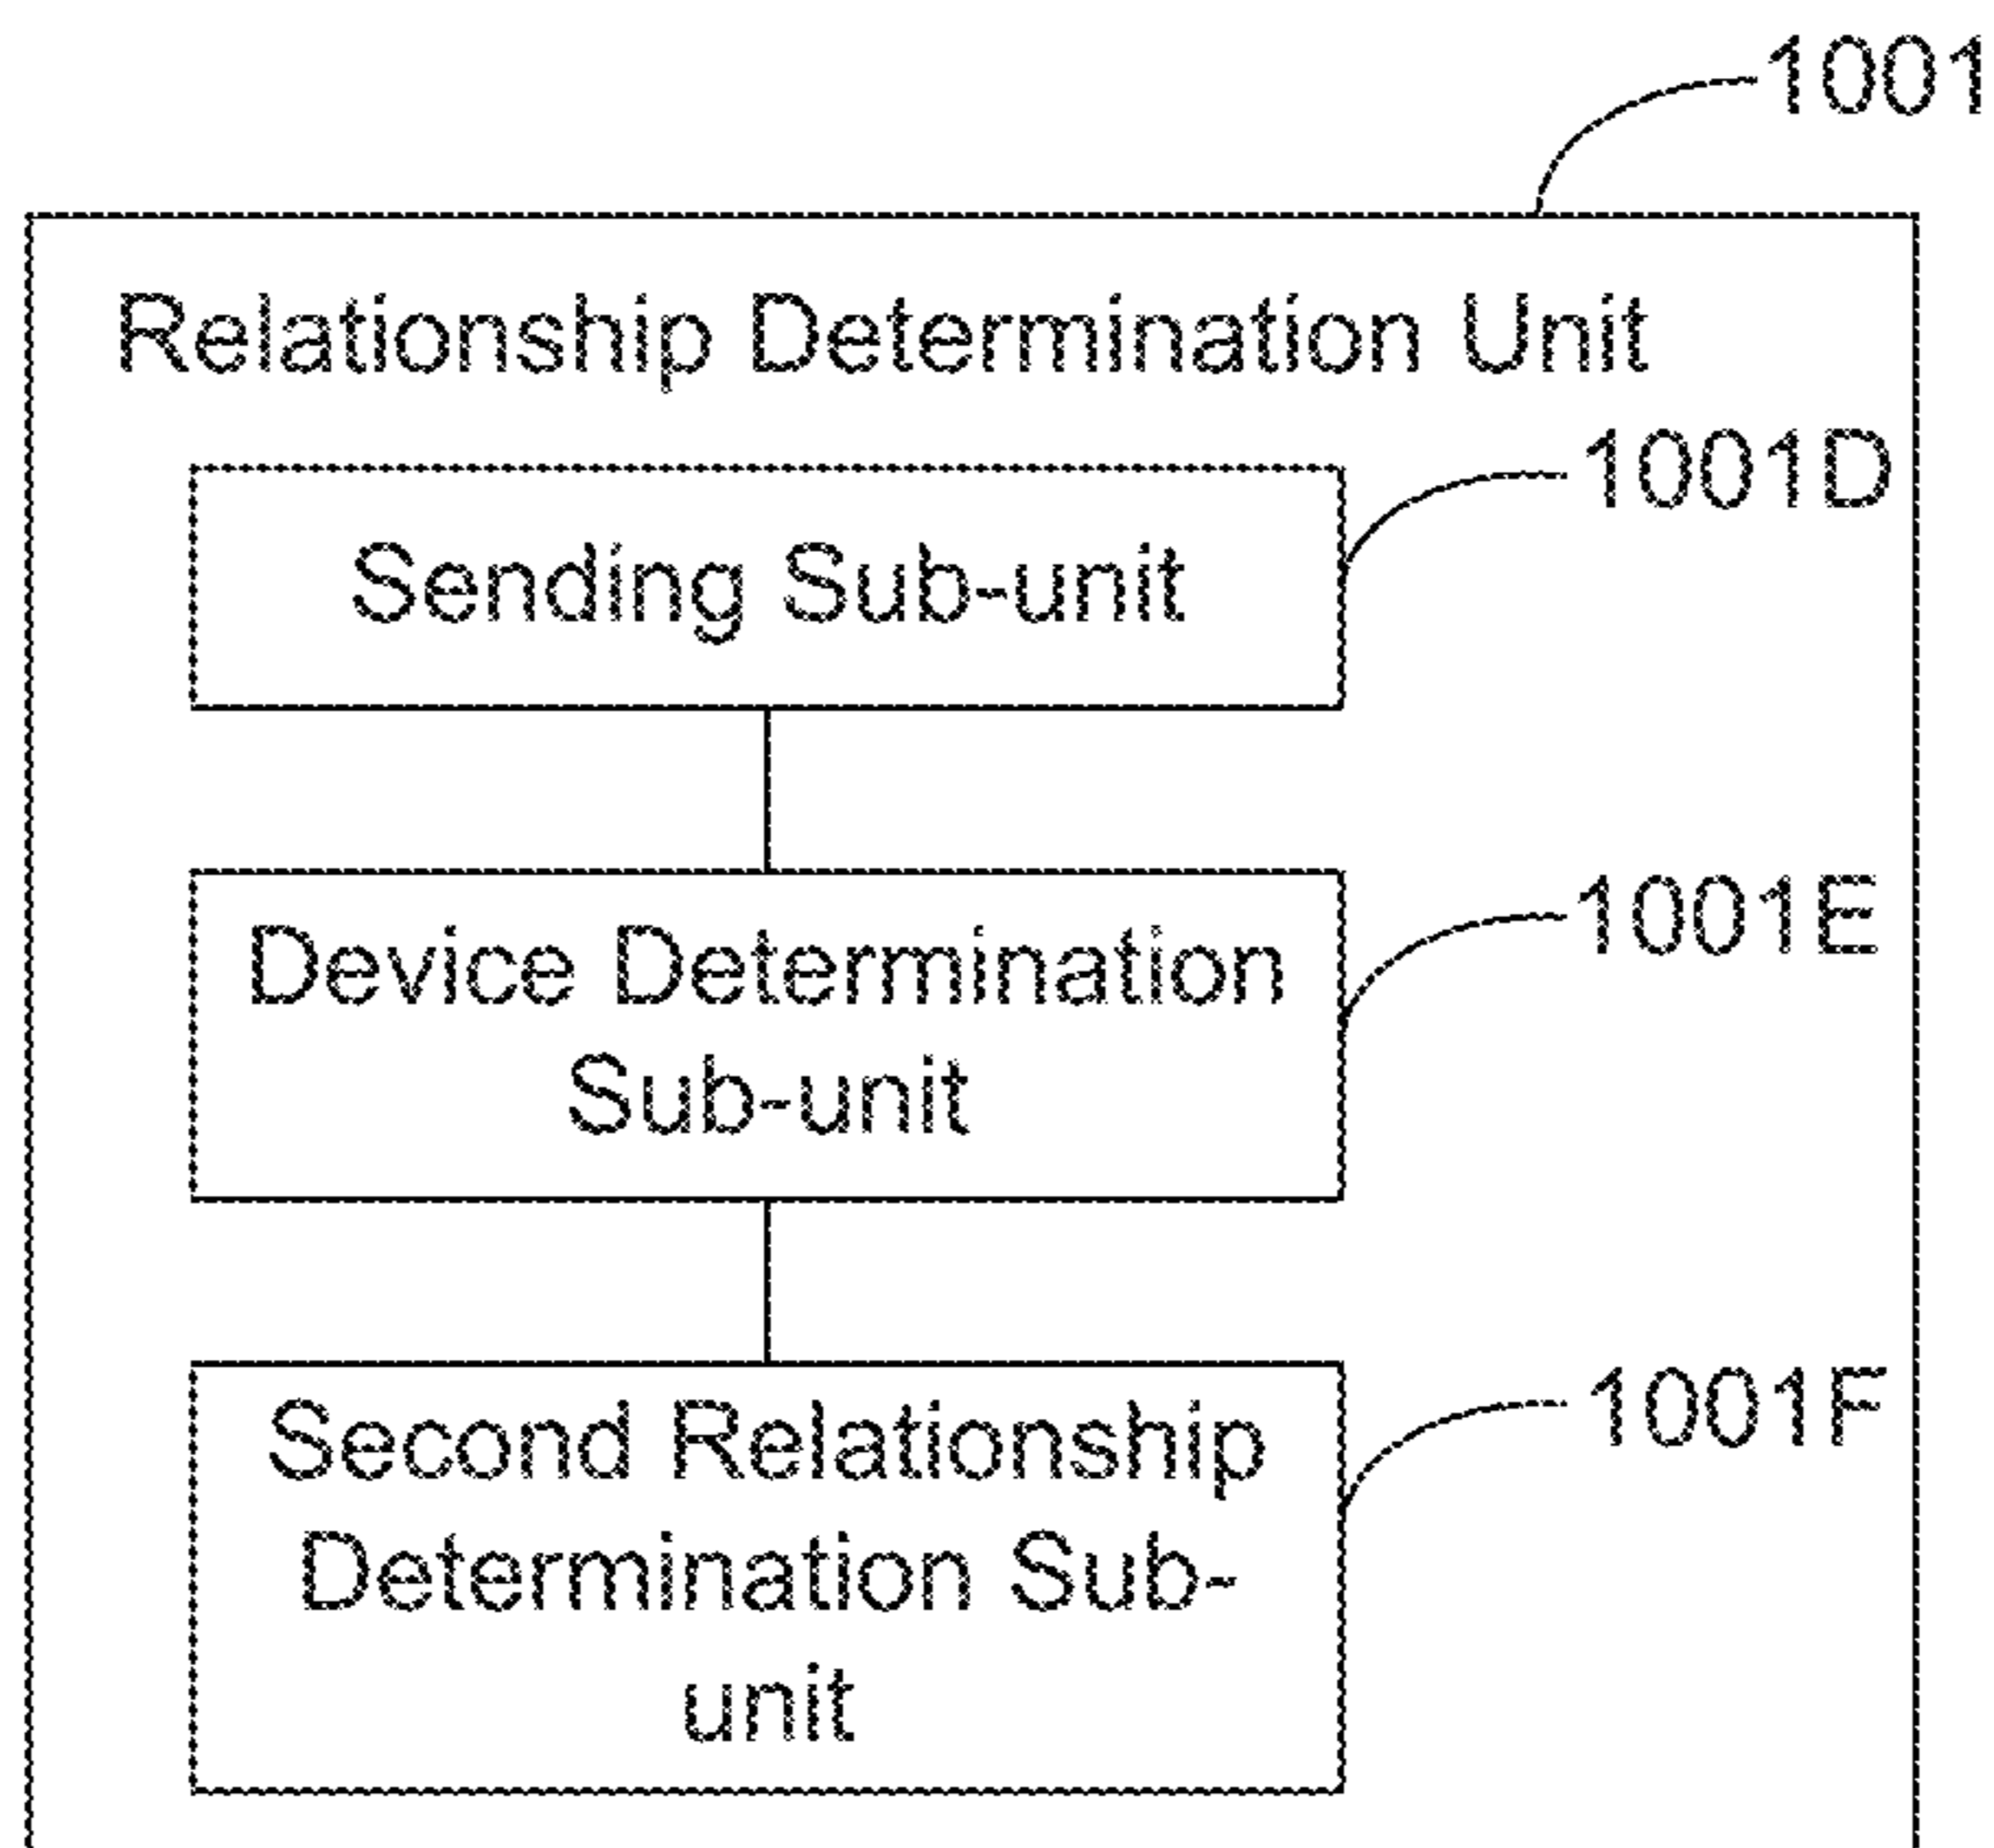 1001
Relationship Determination Unit
1001D
Sending Sub-unit
1001E
Device Determination
Sub-unit
1001F
Second Relationship
Determination Sub-
unit